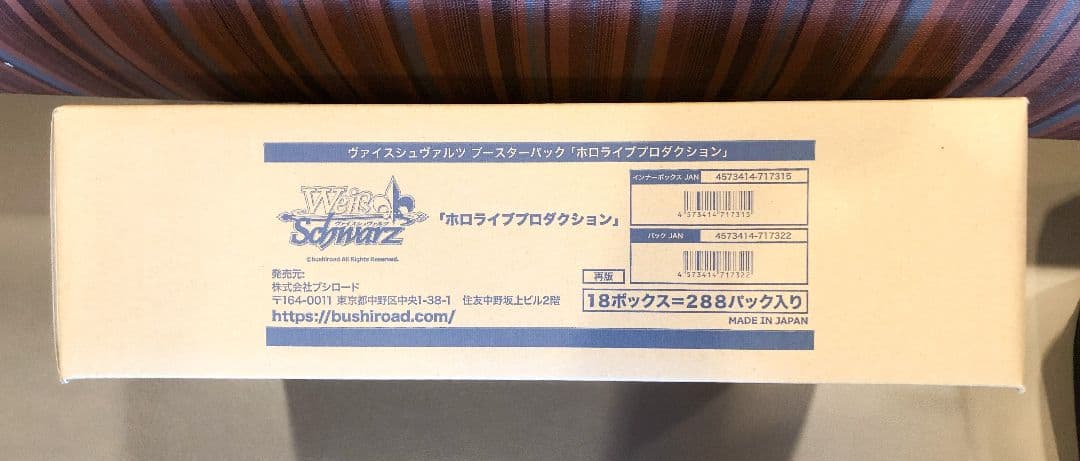 ヴァイスシュヴァルツ ブースターパック「ホロライブプロダクション」
Weiß
ヴァイスシュヴァルツ
Schwarz
©bushiroad All Rights Reserved.
「ホロライブプロダクション」
インナーボックス JAN 4573414-717315
4 573414 717315
パック JAN 4573414-717322
4 573414 717322
発売元:
株式会社ブシロード
〒164-0011 東京都中野区中央1-38-1 住友中野坂上ビル2階
https://bushiroad.com/
再版
18ボックス=288パック入り
MADE IN JAPAN